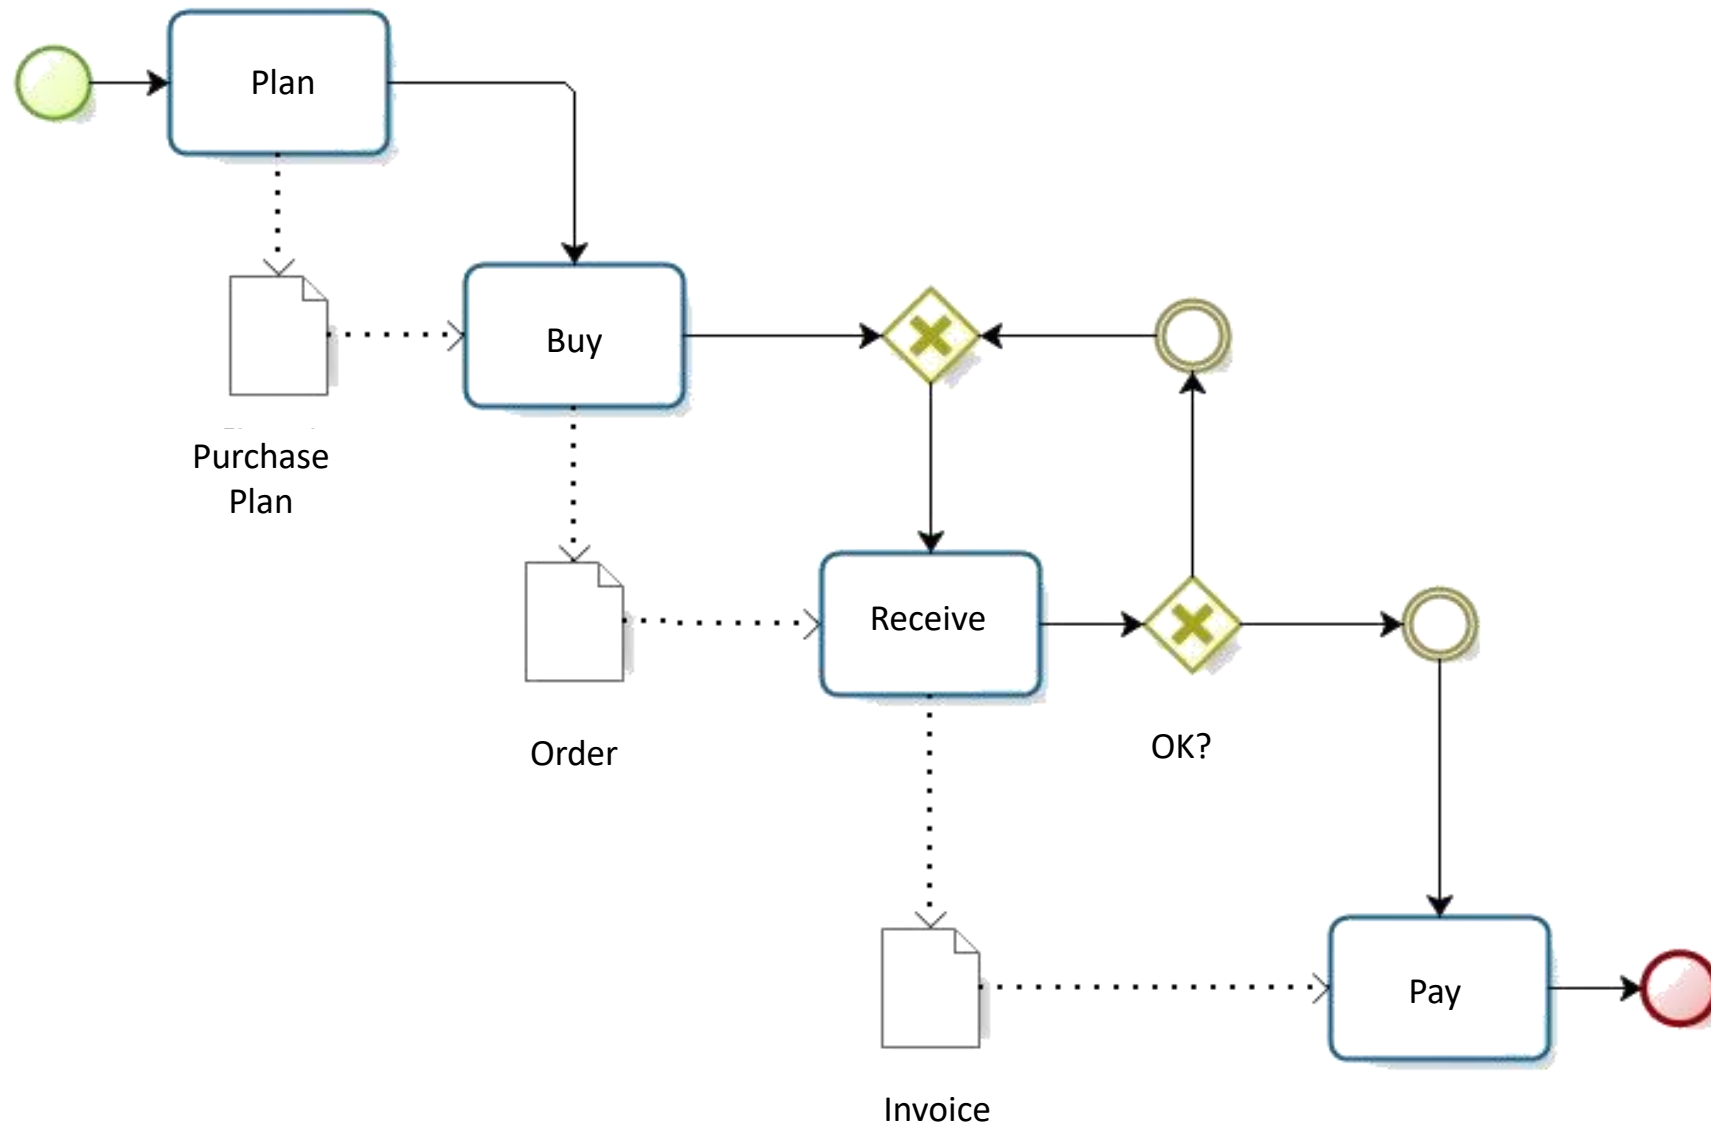 Plan
Buy
Purchase
Plan
Receive
Order
OK?
Pay
Invoice